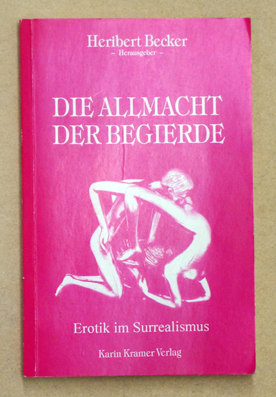 Heribert Becker
– Herausgeber –
DIE ALLMACHT
DER BEGIERDE
Erotik im Surrealismus
Karin Kramer Verlag